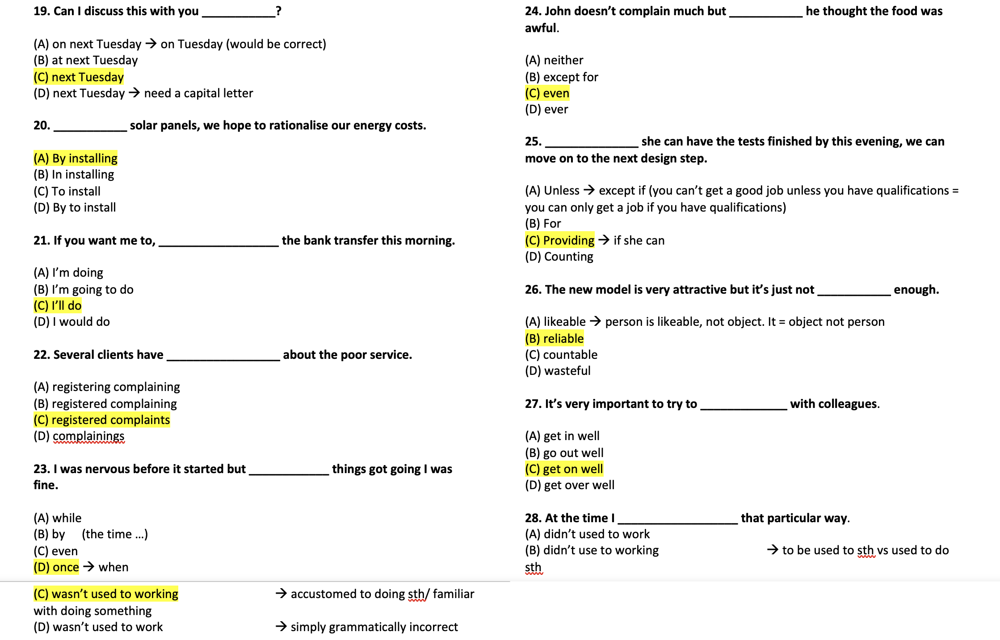 19. Can I discuss this with you ___________?
(A) on next Tuesday → on Tuesday (would be correct)
(B) at next Tuesday
(C) next Tuesday
(D) next Tuesday → need a capital letter
20. ___________ solar panels, we hope to rationalise our energy costs.
(A) By installing
(B) In installing
(C) To install
(D) By to install
21. If you want me to, __________________ the bank transfer this morning.
(A) I’m doing
(B) I’m going to do
(C) I’ll do
(D) I would do
22. Several clients have _________________ about the poor service.
(A) registering complaining
(B) registered complaining
(C) registered complaints
(D) complainings
23. I was nervous before it started but ____________ things got going I was
fine.
(A) while
(B) by (the time ...)
(C) even
(D) once → when
24. John doesn’t complain much but ___________ he thought the food was
awful.
(A) neither
(B) except for
(C) even
(D) ever
25. ______________ she can have the tests finished by this evening, we can
move on to the next design step.
(A) Unless → except if (you can’t get a good job unless you have qualifications =
you can only get a job if you have qualifications)
(B) For
(C) Providing → if she can
(D) Counting
26. The new model is very attractive but it’s just not ___________ enough.
(A) likeable → person is likeable, not object. It = object not person
(B) reliable
(C) countable
(D) wasteful
27. It’s very important to try to _____________ with colleagues.
(A) get in well
(B) go out well
(C) get on well
(D) get over well
28. At the time I __________________ that particular way.
(A) didn’t used to work
(B) didn’t use to working → to be used to sth vs used to do
sth
(C) wasn’t used to working → accustomed to doing sth/ familiar
with doing something
(D) wasn’t used to work → simply grammatically incorrect